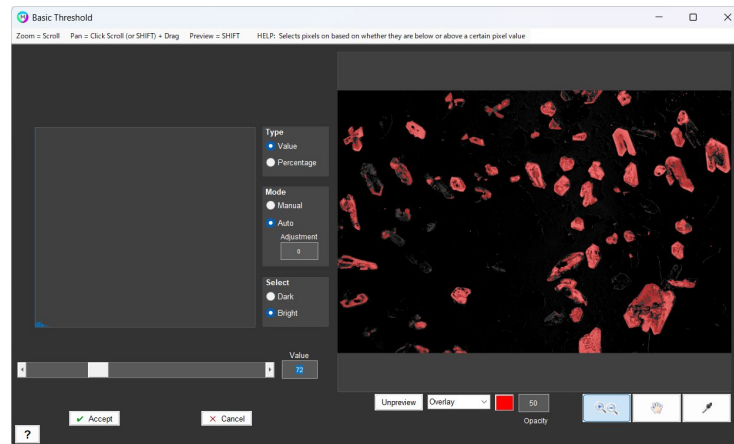 Basic Threshold
Zoom = Scroll Pan = Click Scroll (or SHIFT) + Drag Preview = SHIFT HELP: Selects pixels on based on whether they are below or above a certain pixel value
Type
Value
Percentage
Mode
Manual
Auto
Adjustment
0
Select
Dark
Bright
Value
72
Accept
Cancel
?
Unpreview
Overlay
50
Opacity